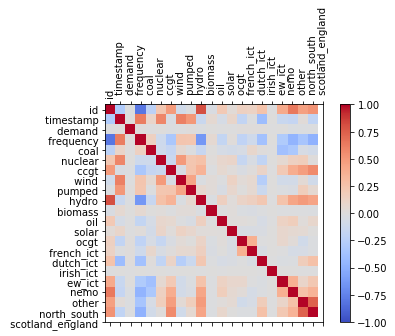 id
timestamp
demand
frequency
coal
nuclear
ccgt
wind
pumped
hydro
biomass
oil
solar
ocgt
french_ict
dutch_ict
irish_ict
ew_ict
nemo
other
north_south
scotland_england
id
timestamp
demand
frequency
coal
nuclear
ccgt
wind
pumped
hydro
biomass
oil
solar
ocgt
french_ict
dutch_ict
irish_ict
ew_ict
nemo
other
north_south
scotland_england
1.00
0.75
0.50
0.25
0.00
−0.25
−0.50
−0.75
−1.00